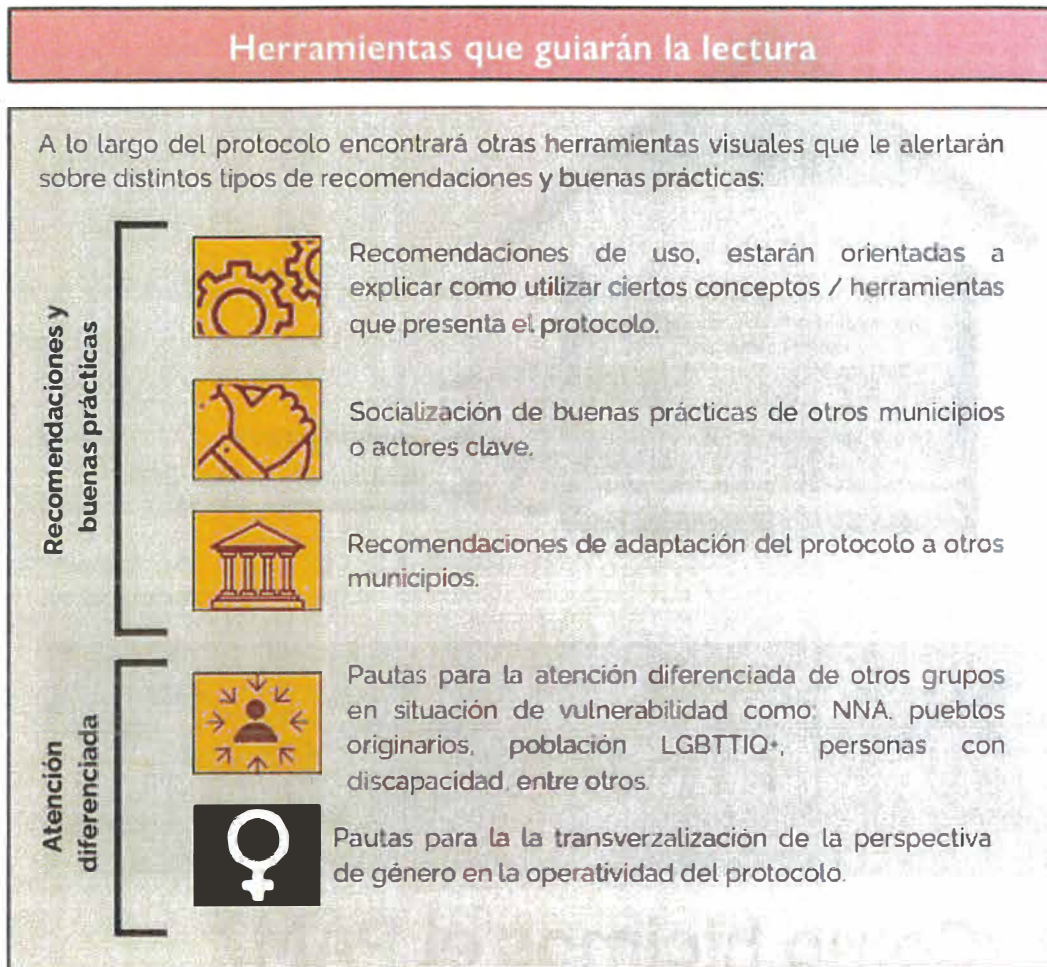 Herramientas que guiarán la lectura
A lo largo del protocolo encontrará otras herramientas visuales que le alertarán
sobre distintos tipos de recomendaciones y buenas prácticas:
Recomendaciones y
buenas prácticas
Recomendaciones de uso, estarán orientadas a
explicar como utilizar ciertos conceptos / herramientas
que presenta el protocolo.
Socialización de buenas prácticas de otros municipios
o actores clave.
Recomendaciones de adaptación del protocolo a otros
municipios.
Atención
diferenciada
Pautas para la atención diferenciada de otros grupos
en situación de vulnerabilidad como: NNA, pueblos
originarios, población LGBTTIQ+, personas con
discapacidad, entre otros.
Pautas para la la transverzalización de la perspectiva
de género en la operatividad del protocolo.